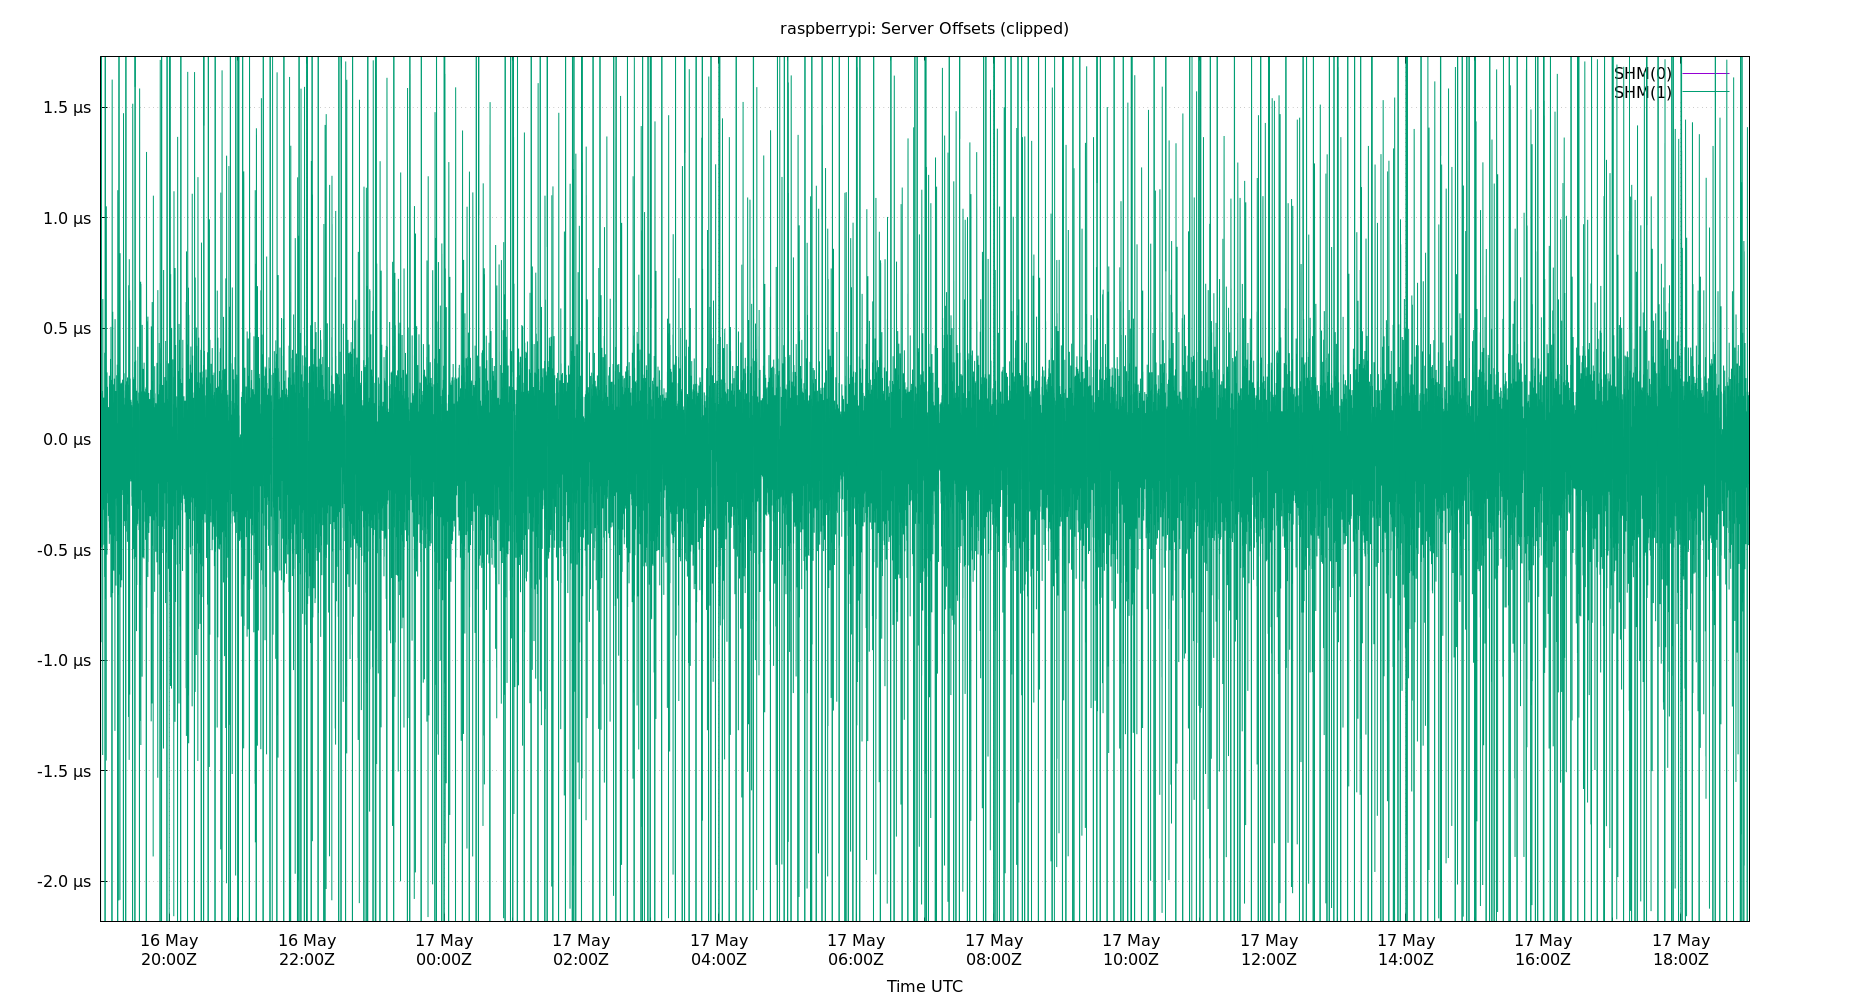 raspberrypi: Server Offsets (clipped)
SHM(0)
SHM(1)
1.5 µs
1.0 µs
0.5 µs
0.0 µs
-0.5 µs
-1.0 µs
-1.5 µs
-2.0 µs
16 May 16 May 17 May 17 May 17 May 17 May 17 May 17 May 17 May 17 May 17 May 17 May
20:00Z 22:00Z 00:00Z 02:00Z 04:00Z 06:00Z 08:00Z 10:00Z 12:00Z 14:00Z 16:00Z 18:00Z
Time UTC